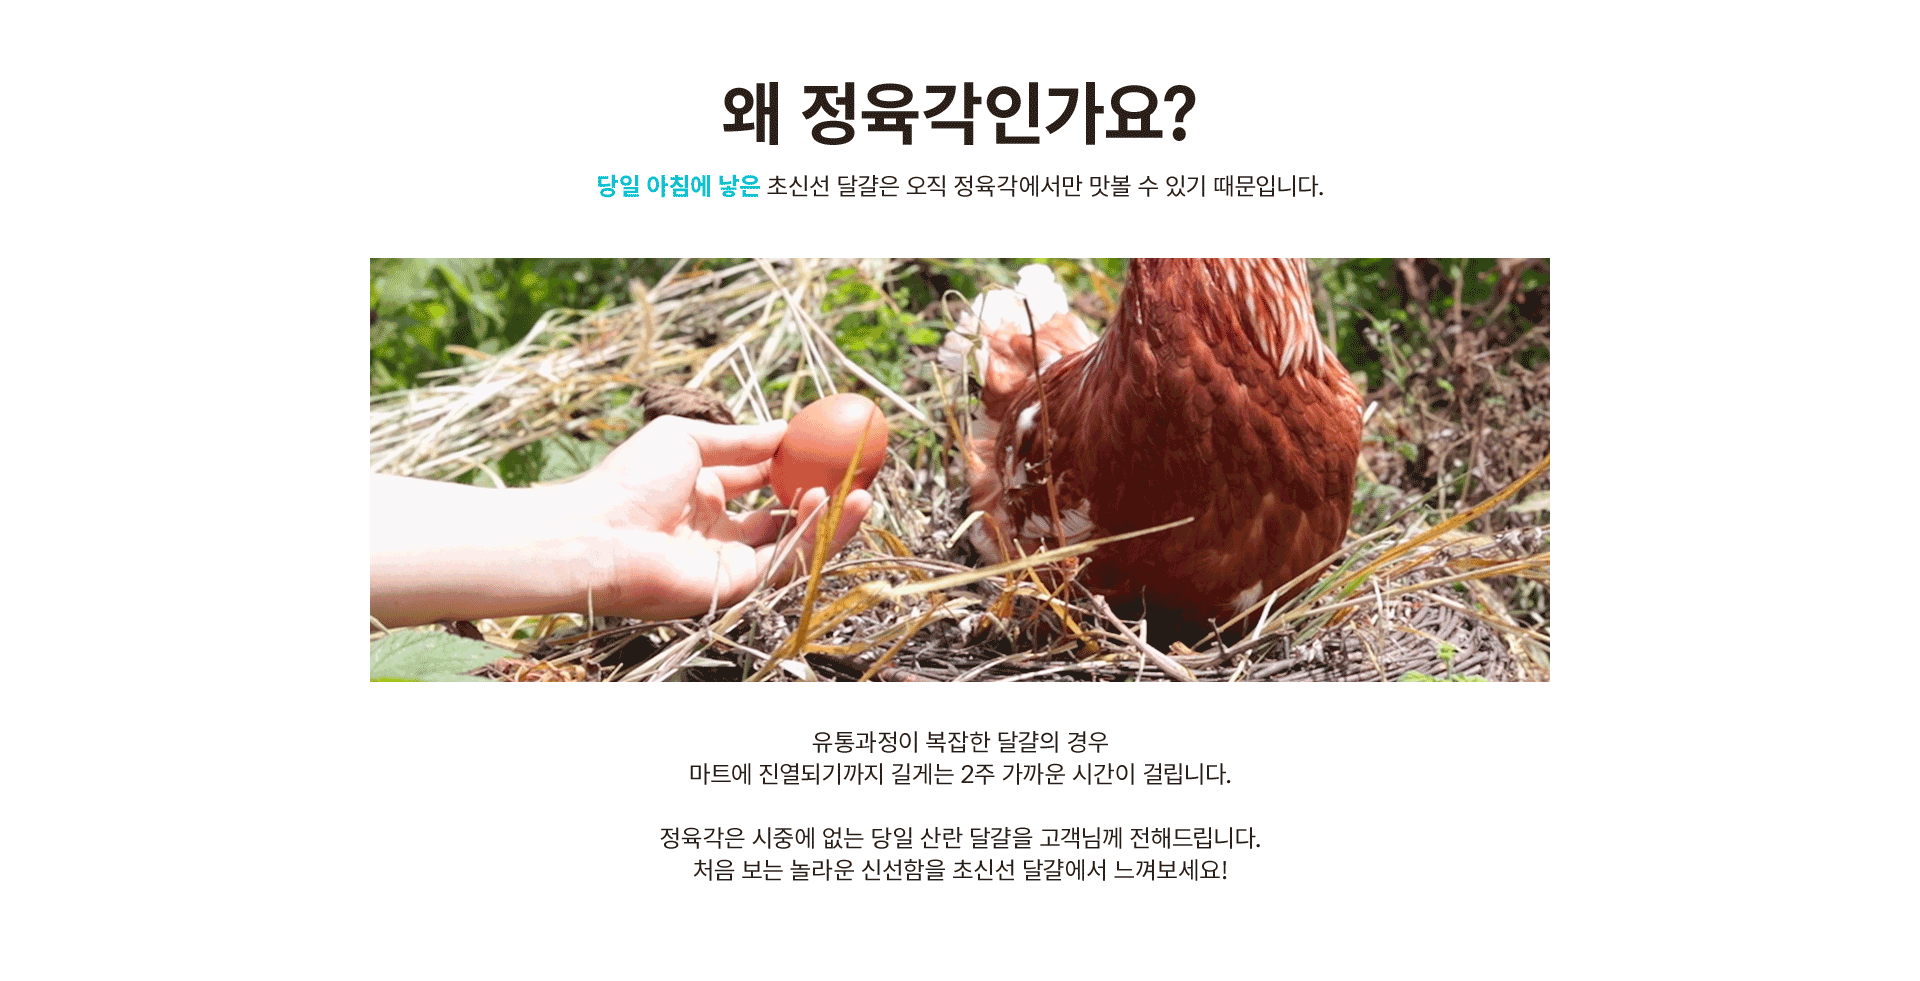 왜 정육각인가요?
당일 아침에 낳은 초신선 달걀은 오직 정육각에서만 맛볼 수 있기 때문입니다.
유통과정이 복잡한 달걀의 경우
마트에 진열되기까지 길게는 2주 가까운 시간이 걸립니다.
정육각은 시중에 없는 당일 산란 달걀을 고객님께 전해드립니다.
처음 보는 놀라운 신선함을 초신선 달걀에서 느껴보세요!